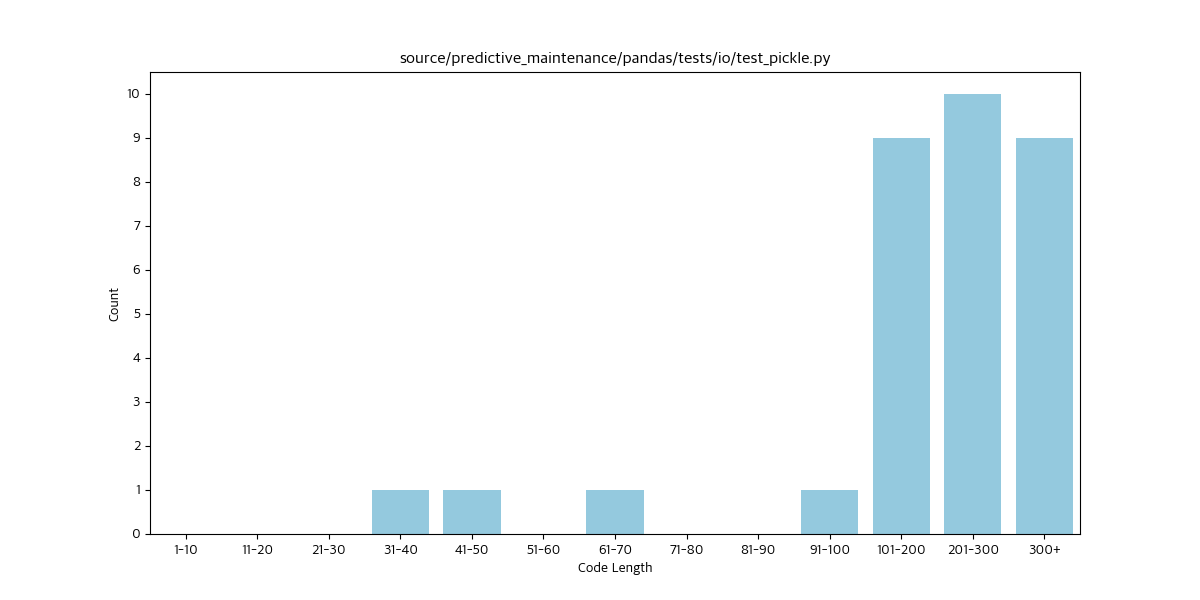 source/predictive_maintenance/pandas/tests/io/test_pickle.py
10
9
8
7
6
5
4
3
2
1
0
Count
1-10 11-20 21-30 31-40 41-50 51-60 61-70 71-80 81-90 91-100 101-200 201-300 300+
Code Length